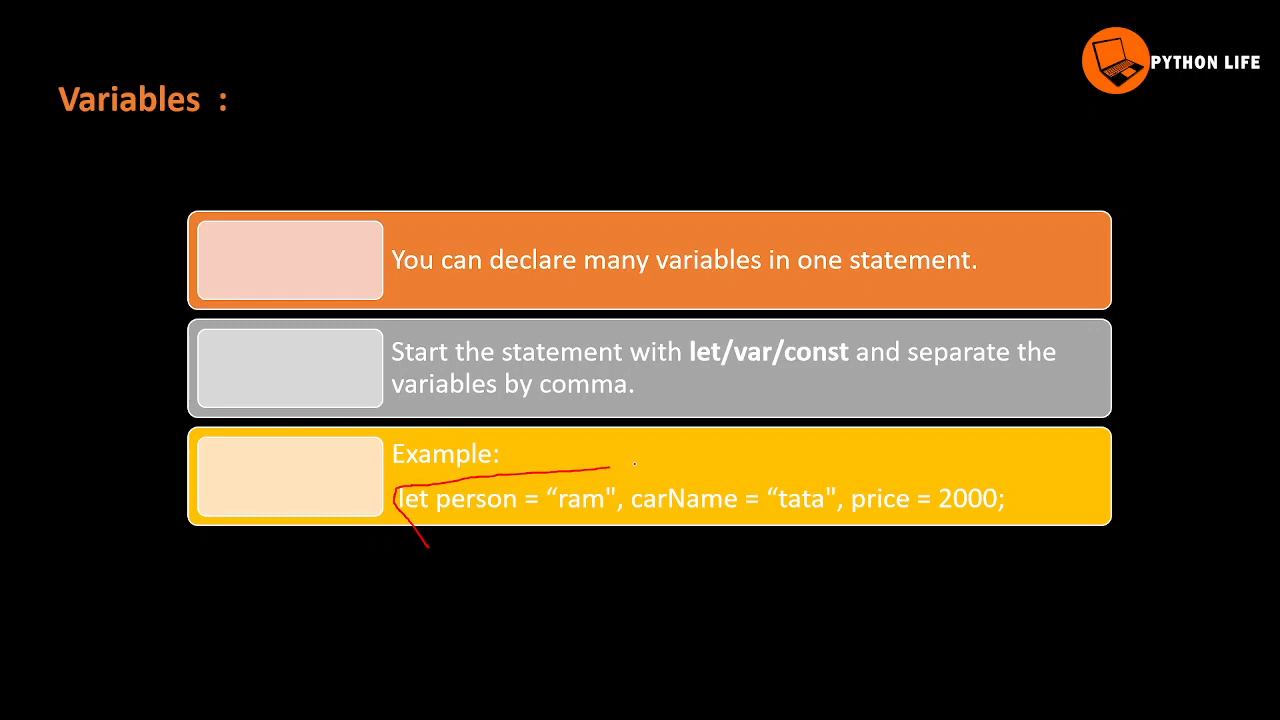 PYTHON LIFE
Variables :
You can declare many variables in one statement.
Start the statement with let/var/const and separate the
variables by comma.
Example:
let person = “ram", carName = “tata", price = 2000;